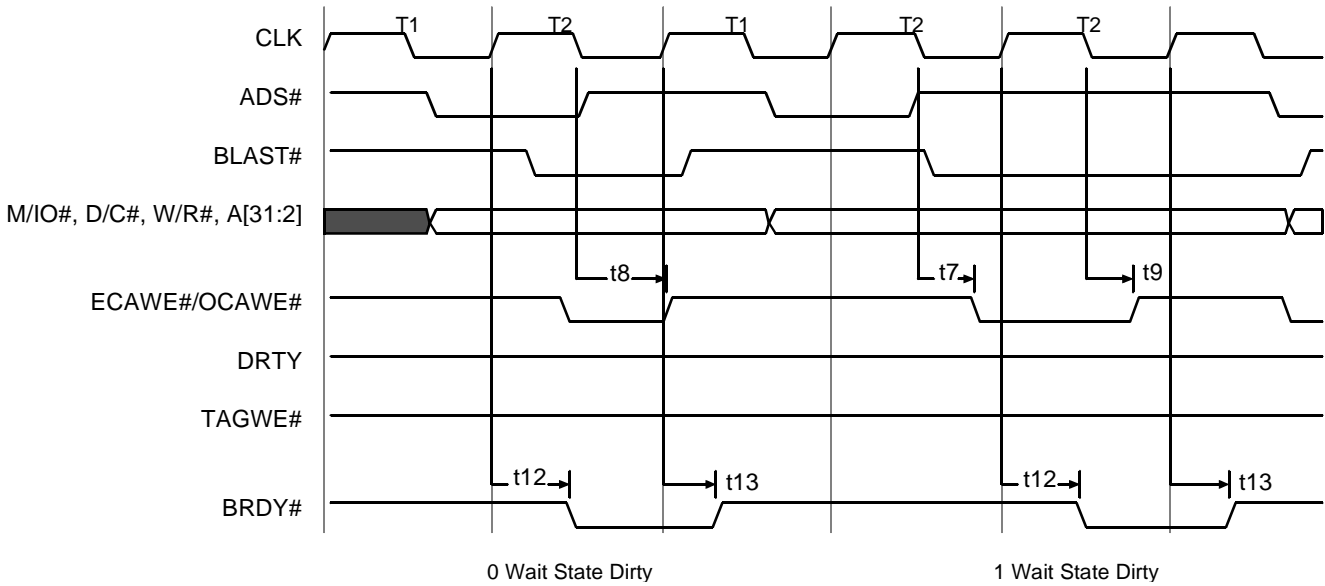 T1 T2 T1 T2 T2
CLK
ADS#
BLAST#
M/IO#, D/C#, W/R#, A[31:2]
t8 t7 t9
ECAWE#/OCAWE#
DRTY
TAGWE#
t12 t13 t12 t13
BRDY#
0 Wait State Dirty 1 Wait State Dirty